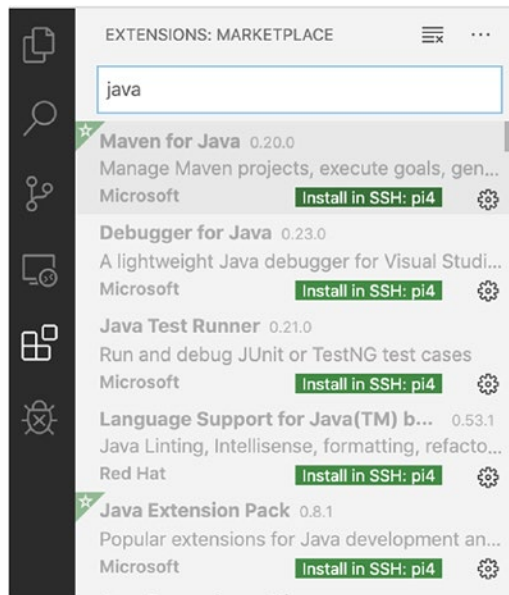 EXTENSIONS: MARKETPLACE
java
Maven for Java 0.20.0
Manage Maven projects, execute goals, gen...
Microsoft Install in SSH: pi4
Debugger for Java 0.23.0
A lightweight Java debugger for Visual Studi...
Microsoft Install in SSH: pi4
Java Test Runner 0.21.0
Run and debug JUnit or TestNG test cases
Microsoft Install in SSH: pi4
Language Support for Java(TM) b... 0.53.1
Java Linting, Intellisense, formatting, refacto...
Red Hat Install in SSH: pi4
Java Extension Pack 0.8.1
Popular extensions for Java development an...
Microsoft Install in SSH: pi4